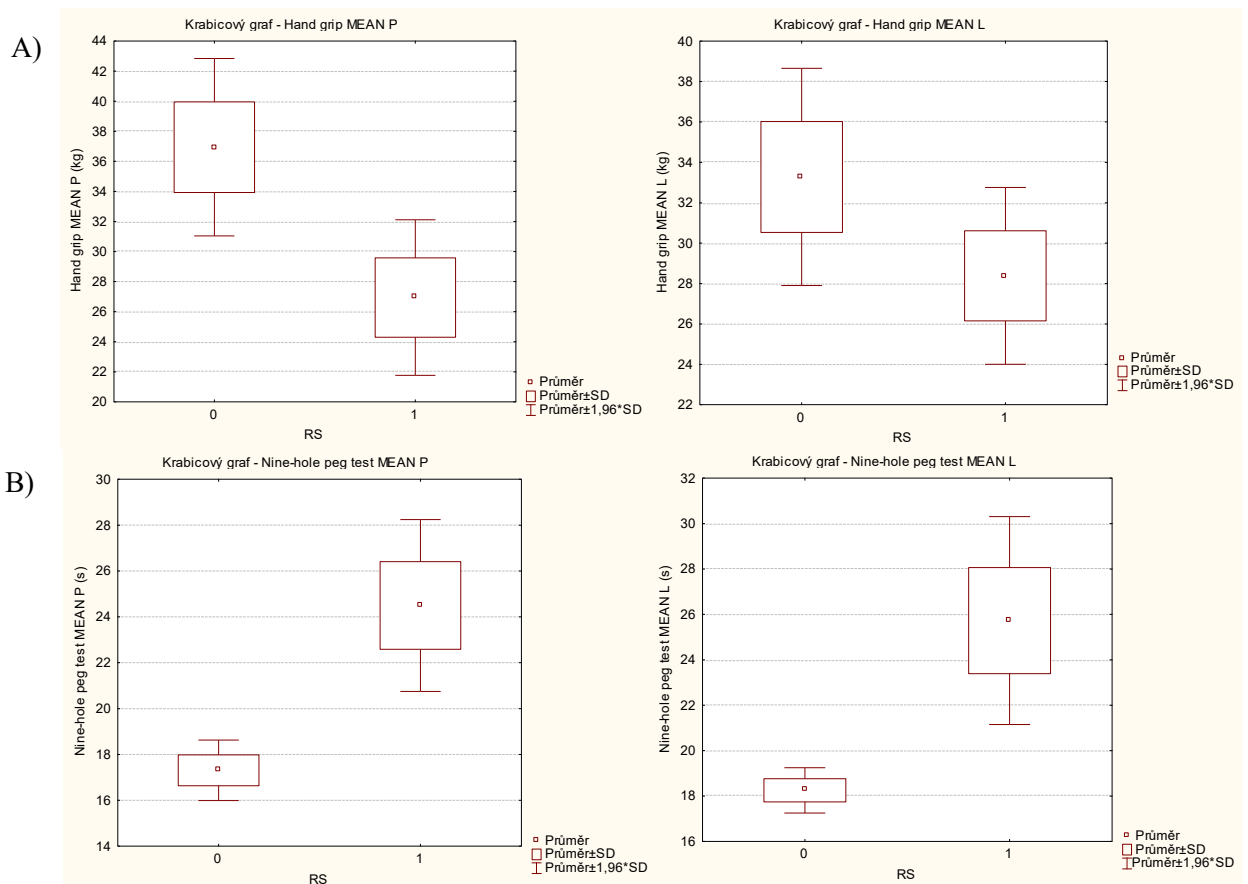 A)
Krabicový graf - Hand grip MEAN P
Hand grip MEAN P (kg)
44
42
40
38
36
34
32
30
28
26
24
22
20
0
1
RS
Průměr
Průměr±SD
Průměr±1,96*SD
Krabicový graf - Hand grip MEAN L
Hand grip MEAN L (kg)
40
38
36
34
32
30
28
26
24
22
0
1
RS
Průměr
Průměr±SD
Průměr±1,96*SD
B)
Krabicový graf - Nine-hole peg test MEAN P
Nine-hole peg test MEAN P (s)
30
28
26
24
22
20
18
16
14
0
1
RS
Průměr
Průměr±SD
Průměr±1,96*SD
Krabicový graf - Nine-hole peg test MEAN L
Nine-hole peg test MEAN L (s)
32
30
28
26
24
22
20
18
16
0
1
RS
Průměr
Průměr±SD
Průměr±1,96*SD